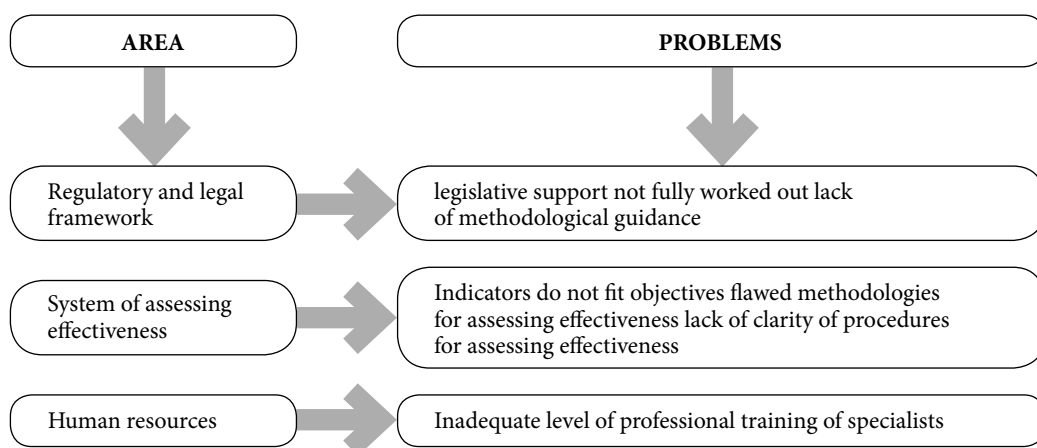 AREA
PROBLEMS
Regulatory and legal
framework
legislative support not fully worked out lack
of methodological guidance
System of assessing
effectiveness
Indicators do not fit objectives flawed methodologies
for assessing effectiveness lack of clarity of procedures
for assessing effectiveness
Human resources
Inadequate level of professional training of specialists